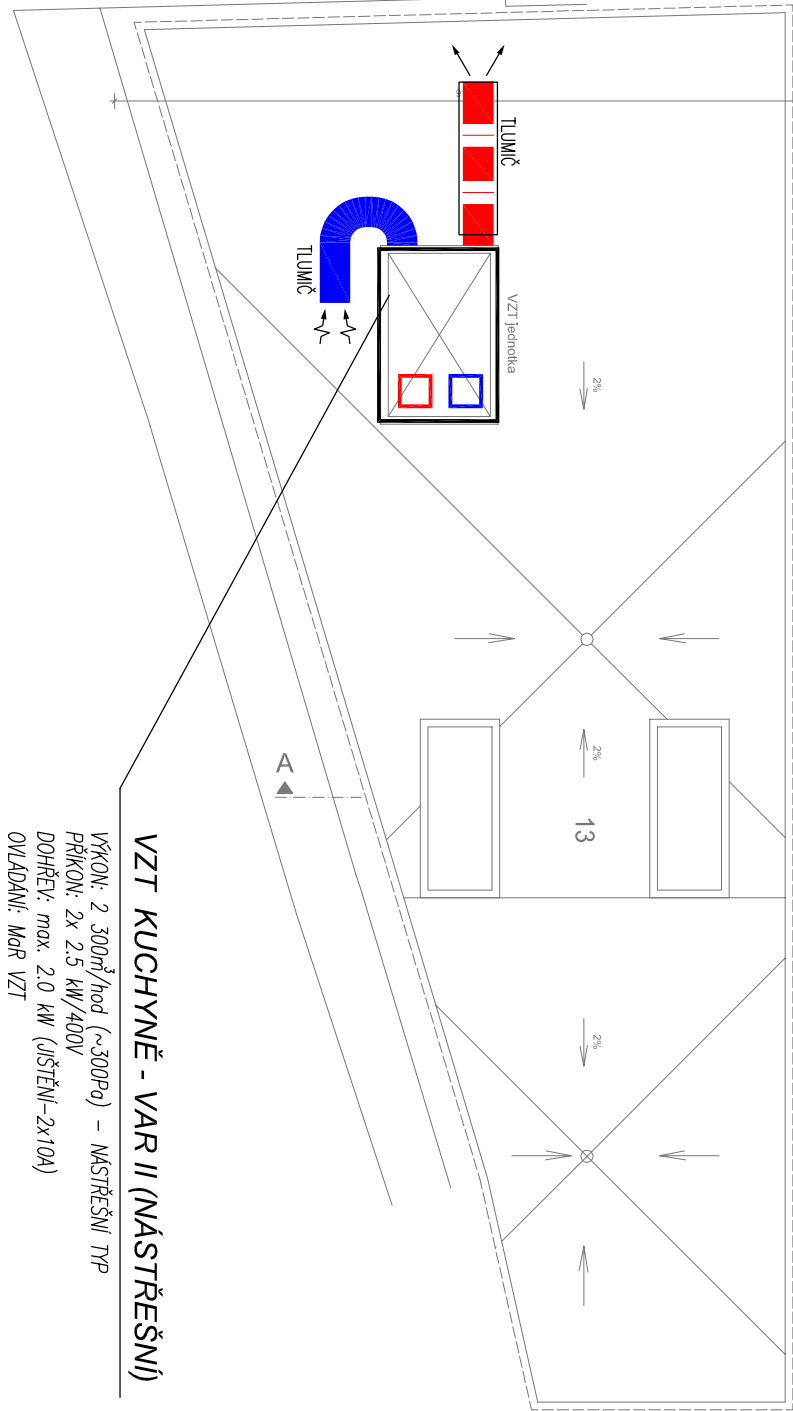 TLUMIČ
TLUMIČ
VZT jednotka
2%
2%
13
A
2%
VZT KUCHYNĚ - VAR II (NÁSTŘEŠNÍ)
VÝKON: 2 300m³/hod (~300Pa) - NÁSTŘEŠNÍ TYP
PŘÍKON: 2x 2.5 kW/400V
DOHŘEV: max. 2.0 kW (JIŠTĚNÍ-2x10A)
OVLÁDÁNÍ: MaR VZT